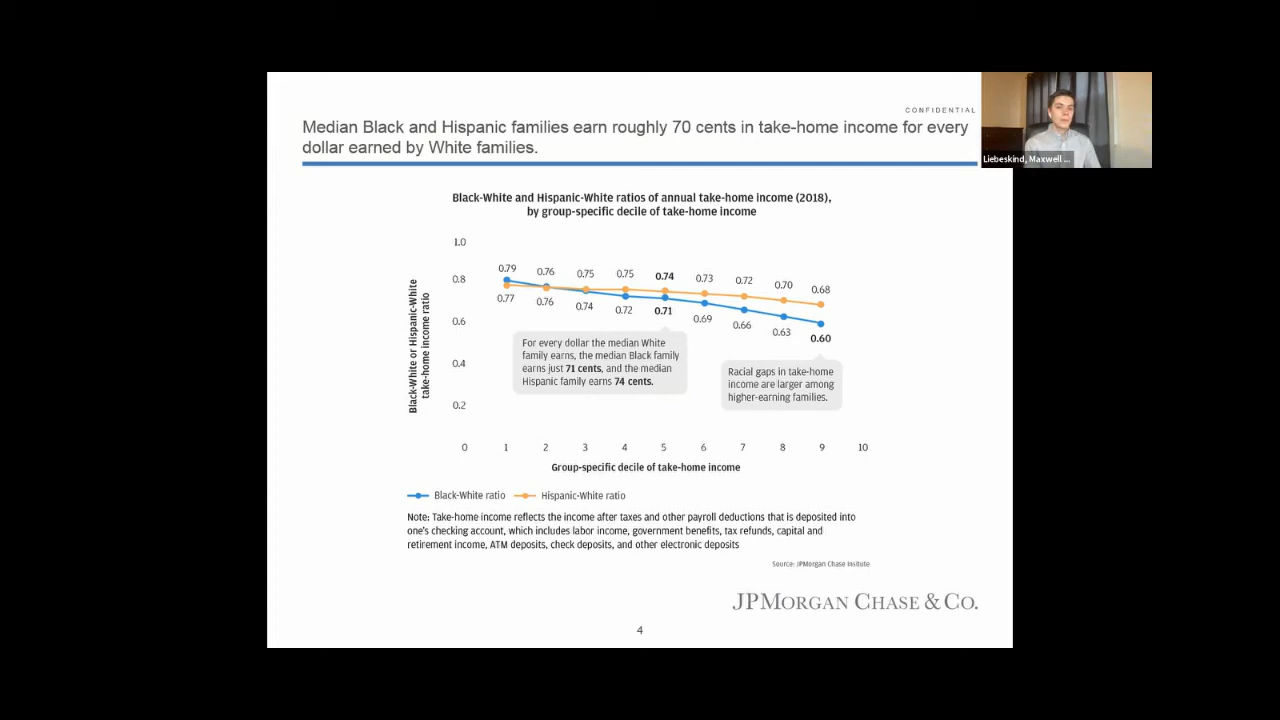 CONFIDENTIAL
Median Black and Hispanic families earn roughly 70 cents in take-home income for every
dollar earned by White families.
Liebeskind, Maxwell ...
Black-White and Hispanic-White ratios of annual take-home income (2018),
by group-specific decile of take-home income
Black-White or Hispanic-White
take-home income ratio
1.0
0.8
0.6
0.4
0.2
0.79 0.76 0.75 0.75 0.74 0.73 0.72 0.70 0.68
0.77 0.76 0.74 0.72 0.71 0.69 0.66 0.63 0.60
For every dollar the median White
family earns, the median Black family
earns just 71 cents, and the median
Hispanic family earns 74 cents.
Racial gaps in take-home
income are larger among
higher-earning families.
0 1 2 3 4 5 6 7 8 9 10
Group-specific decile of take-home income
Black-White ratio Hispanic-White ratio
Note: Take-home income reflects the income after taxes and other payroll deductions that is deposited into
one's checking account, which includes labor income, government benefits, tax refunds, capital and
retirement income, ATM deposits, check deposits, and other electronic deposits
Source: JPMorgan Chase Insitute
JPMORGAN CHASE & CO.
4